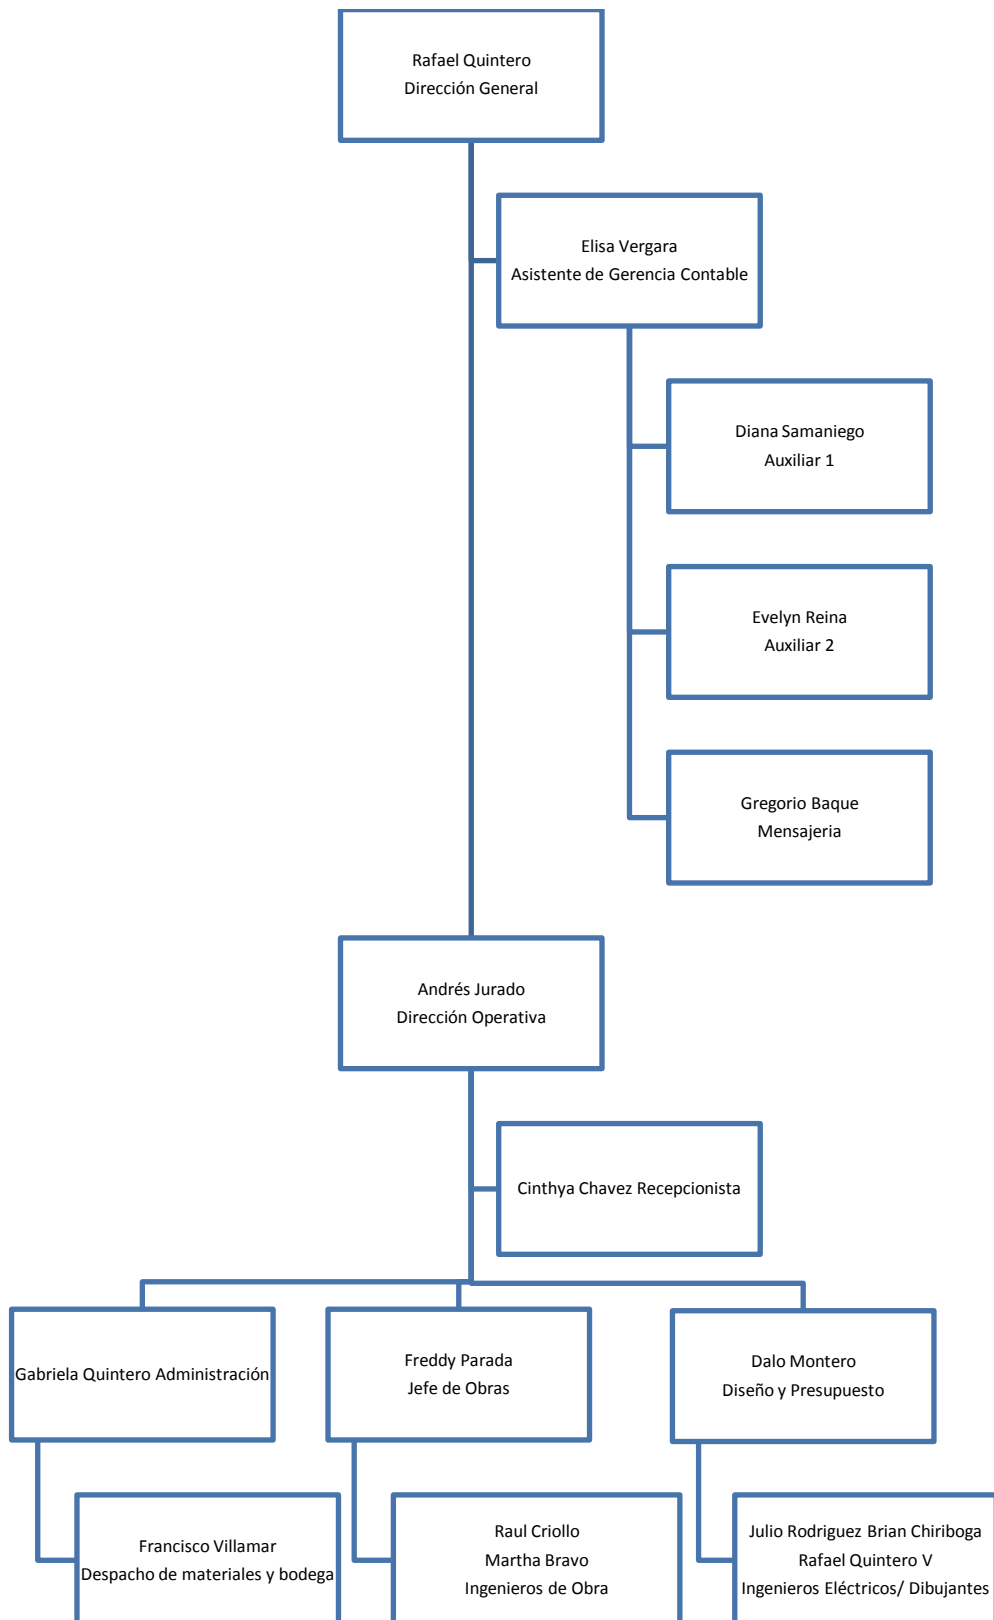 Rafael Quintero
Dirección General
Elisa Vergara
Asistente de Gerencia Contable
Diana Samaniego
Auxiliar 1
Evelyn Reina
Auxiliar 2
Gregorio Baque
Mensajeria
Andrés Jurado
Dirección Operativa
Cinthya Chavez Recepcionista
Gabriela Quintero Administración
Freddy Parada
Jefe de Obras
Dalo Montero
Diseño y Presupuesto
Francisco Villamar
Despacho de materiales y bodega
Raul Criollo
Martha Bravo
Ingenieros de Obra
Julio Rodriguez Brian Chiriboga
Rafael Quintero V
Ingenieros Eléctricos/ Dibujantes